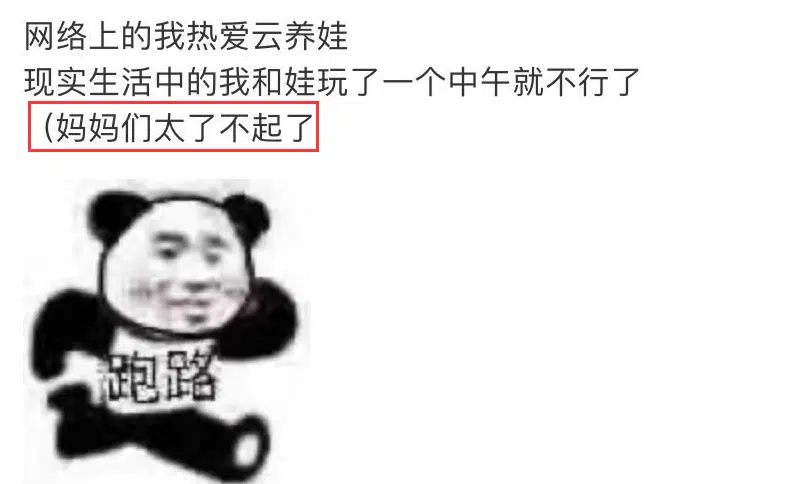 网络上的我热爱云养娃
现实生活中的我和娃玩了一个中午就不行了
（妈妈们太了不起了
跑路